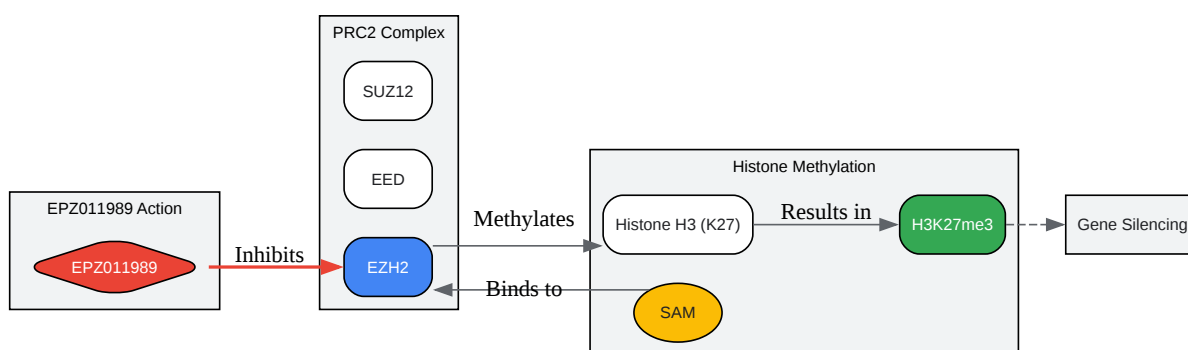 PRC2 Complex
SUZ12
EED
EZH2
EPZ011989 Action
EPZ011989
Inhibits
Methylates
Binds to
Histone Methylation
Histone H3 (K27)
Results in
H3K27me3
SAM
Gene Silencing